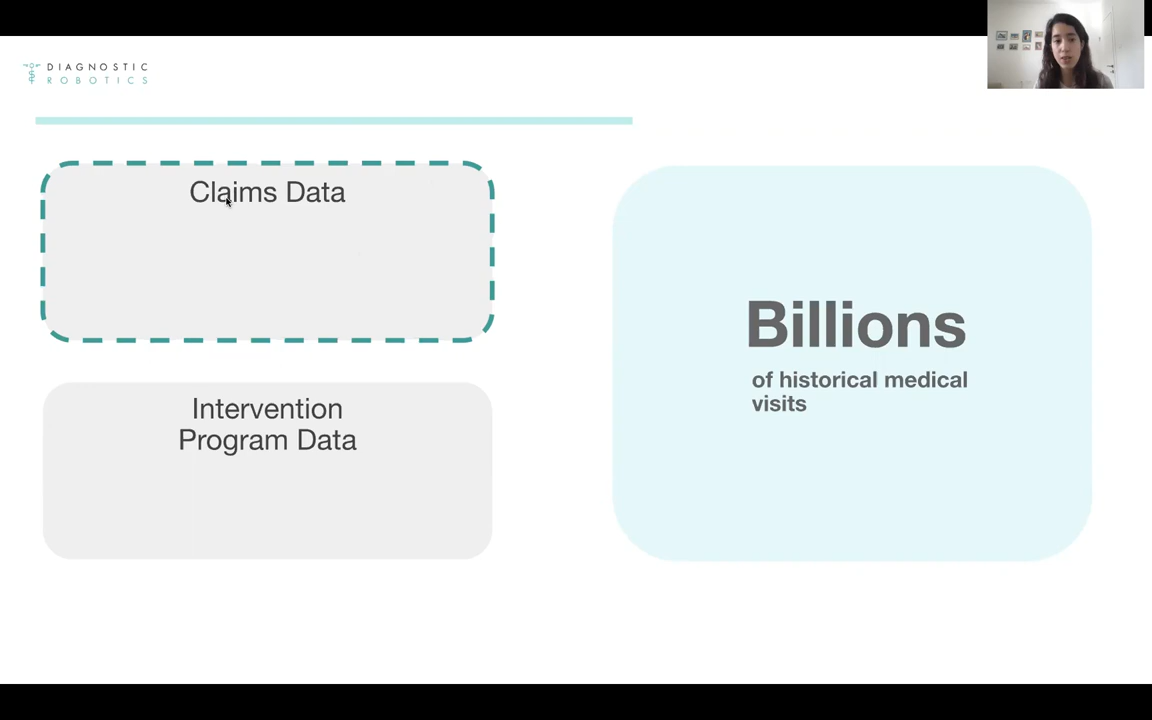 DIAGNOSTIC
ROBOTICS
Claims Data
Intervention
Program Data
Billions
of historical medical
visits